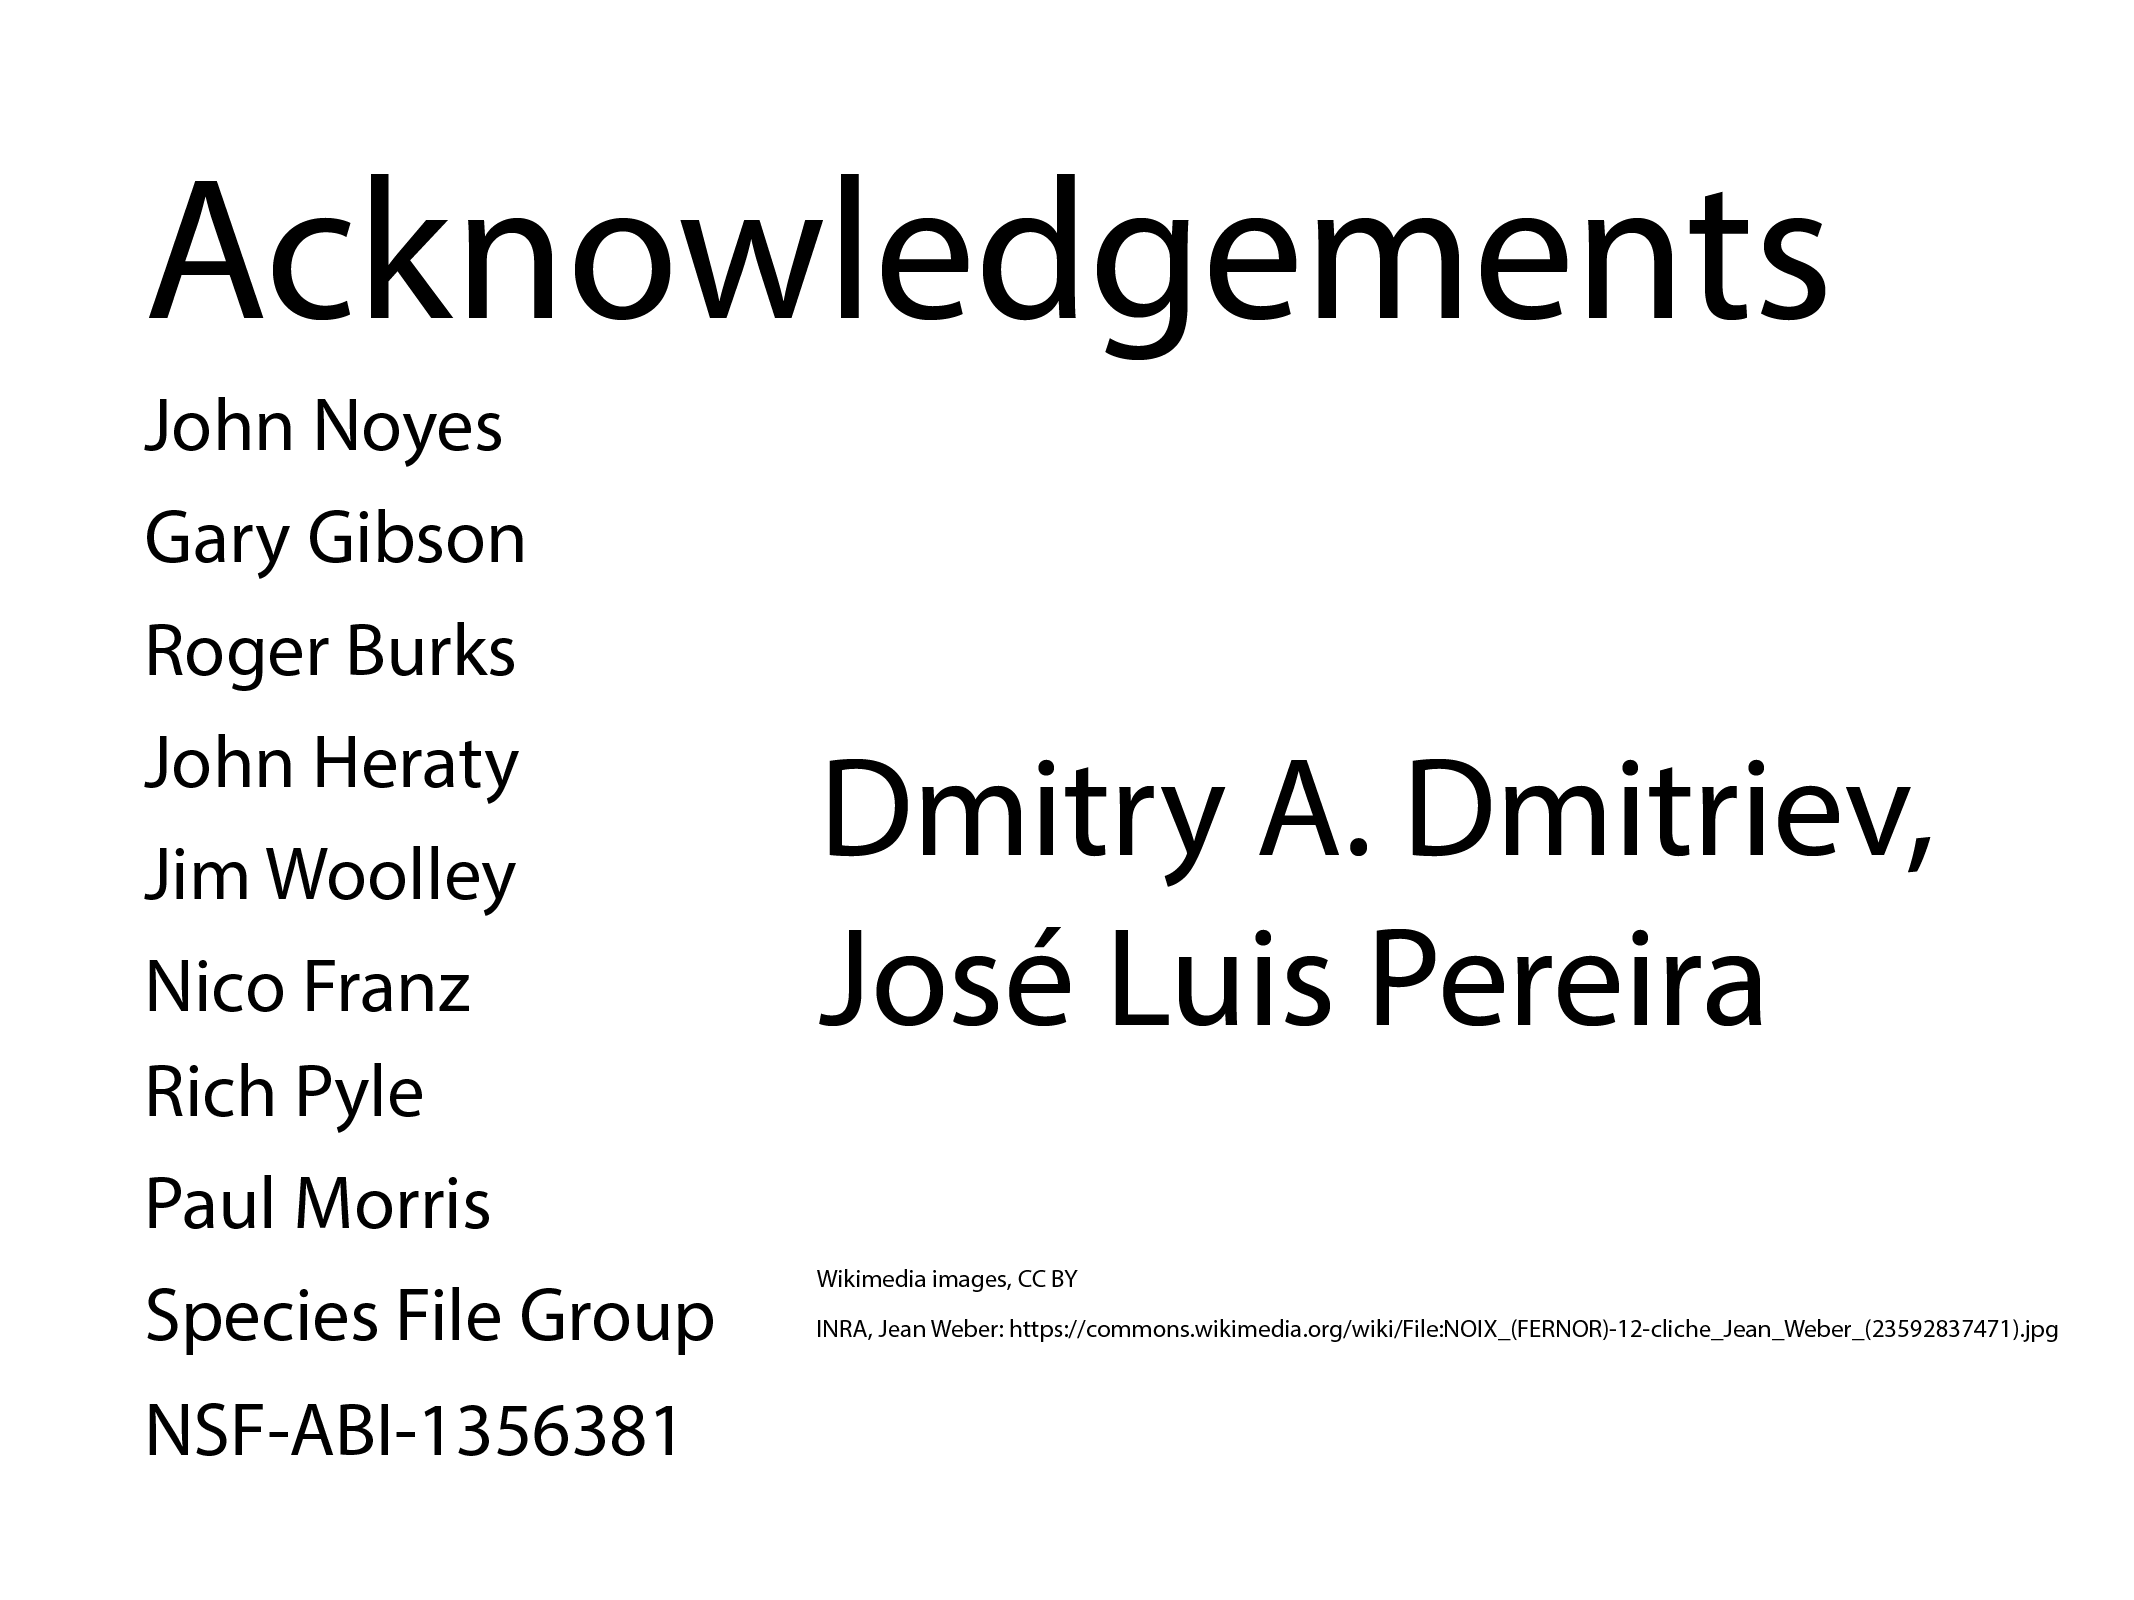 Acknowledgements
John Noyes
Gary Gibson
Roger Burks
John Heraty
Jim Woolley
Nico Franz
Rich Pyle
Paul Morris
Species File Group
NSF-ABI-1356381
Dmitry A. Dmitriev,
José Luis Pereira
Wikimedia images, CC BY
INRA, Jean Weber: https://commons.wikimedia.org/wiki/File:NOIX_(FERNOR)-12-cliche_Jean_Weber_(23592837471).jpg